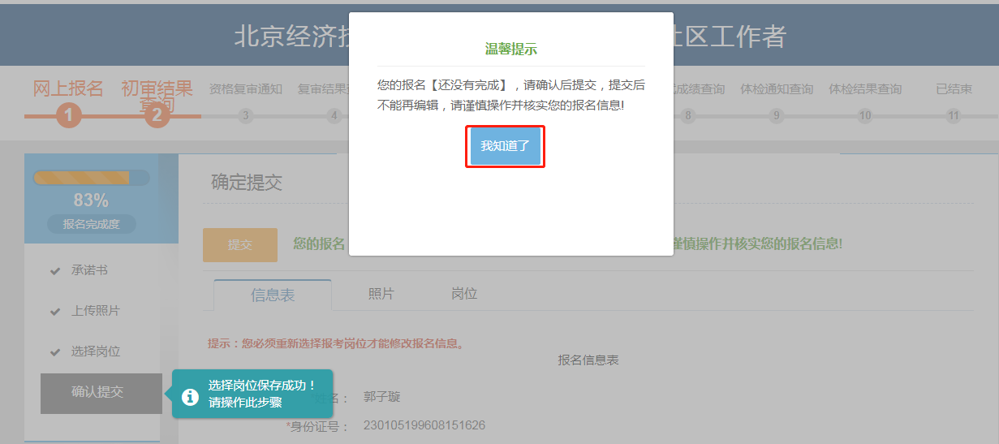 北京经济技
社区工作者
温馨提示
您的报名【还没有完成】，请确认后提交，提交后
不能再编辑，请谨慎操作并核实您的报名信息!
我知道了
网上报名
初审结果
查询
资格复审通知
复审结果
成绩查询
体检通知查询
体检结果查询
已结束
1
2
3
4
8
9
10
11
83%
报名完成度
承诺书
上传照片
选择岗位
确认提交
确定提交
提交
您的报名
谨慎操作并核实您的报名信息!
信息表
照片
岗位
提示：您必须重新选择报考岗位才能修改报名信息。
报名信息表
选择岗位保存成功！
请操作此步骤
姓名：
郭子璇
*身份证号：
230105199608151626